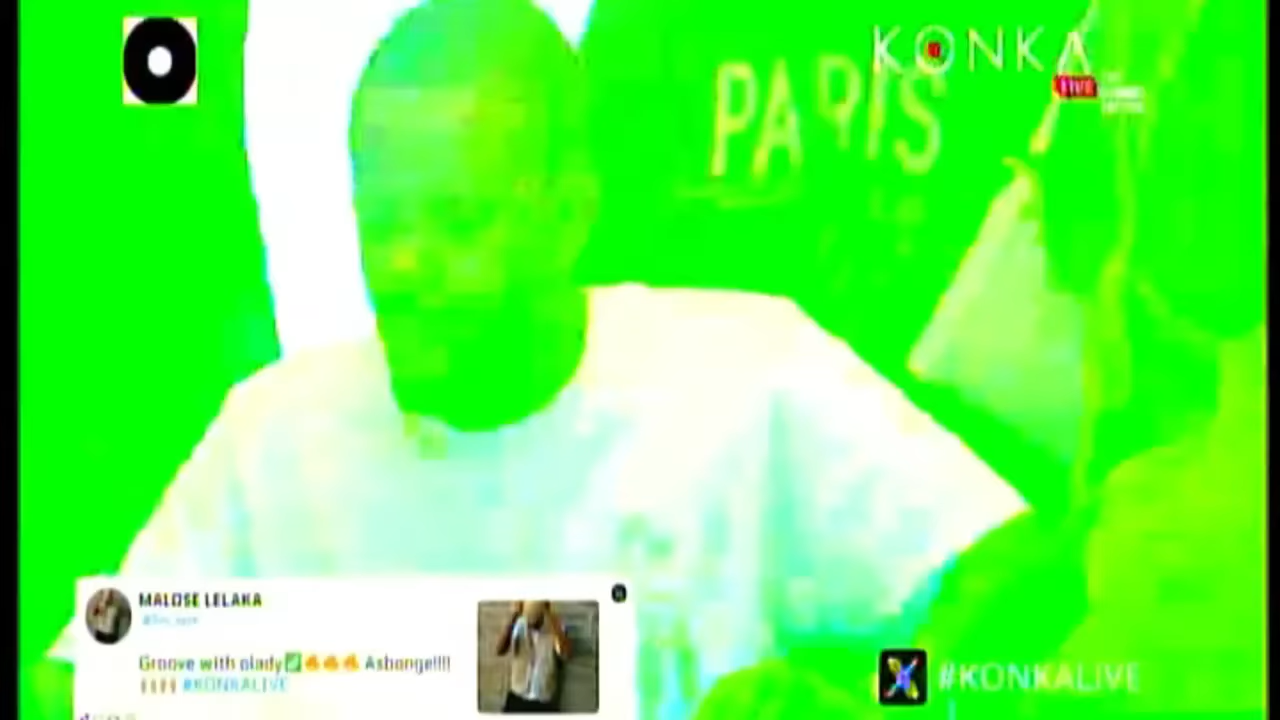 KONKA
LIVE
PARIS
MALOSE LELAKA
Groove with olady✅🔥🔥🔥 Asbonge!!!!
#KONKALIVE
#KONKALIVE